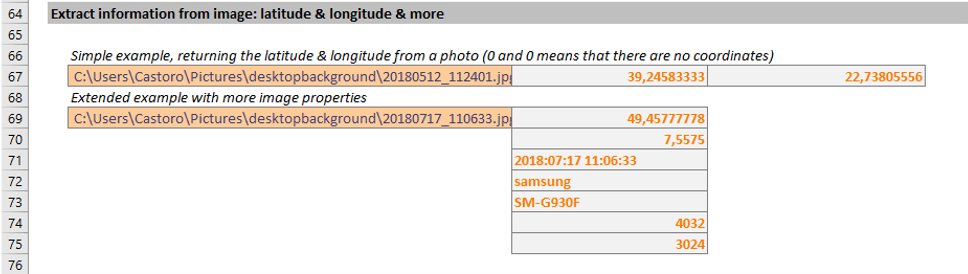 64 Extract information from image: latitude & longitude & more
65
66 Simple example, returning the latitude & longitude from a photo (0 and 0 means that there are no coordinates)
67 C:\Users\Castoro\Pictures\desktopbackground\20180512_112401.jpg 39,24583333 22,73805556
68 Extended example with more image properties
69 C:\Users\Castoro\Pictures\desktopbackground\20180717_110633.jpg 49,45777778
70 7,5575
71 2018:07:17 11:06:33
72 samsung
73 SM-G930F
74 4032
75 3024
76